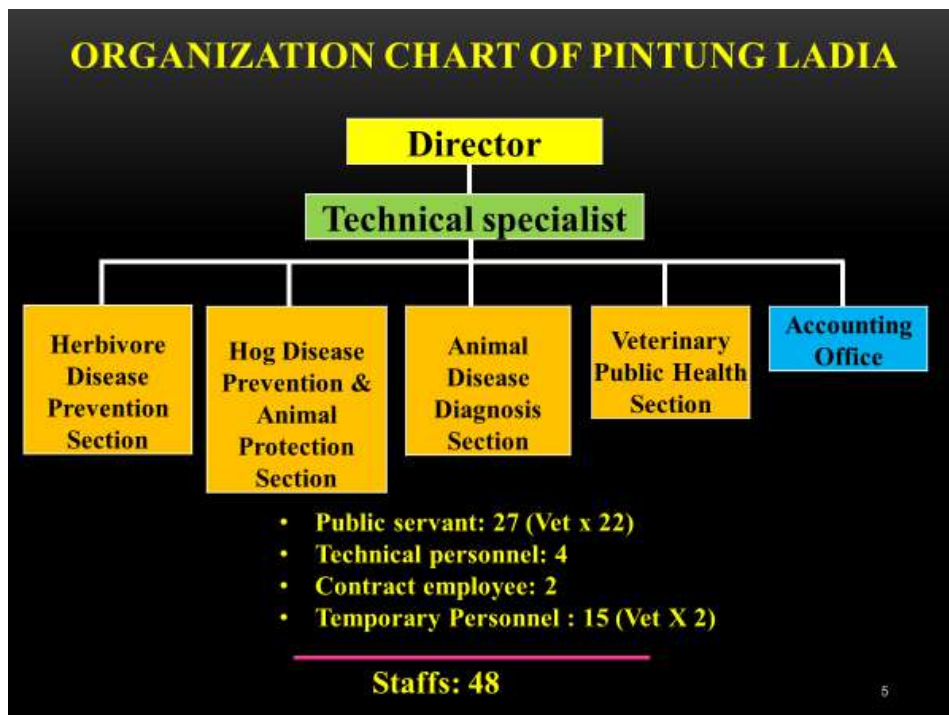 ORGANIZATION CHART OF PINTUNG LADIA
Director
Technical specialist
Herbivore
Disease
Prevention
Section
Hog Disease
Prevention &
Animal
Protection
Section
Animal
Disease
Diagnosis
Section
Veterinary
Public Health
Section
Accounting
Office
• Public servant: 27 (Vet x 22)
• Technical personnel: 4
• Contract employee: 2
• Temporary Personnel : 15 (Vet X 2)
Staffs: 48
5